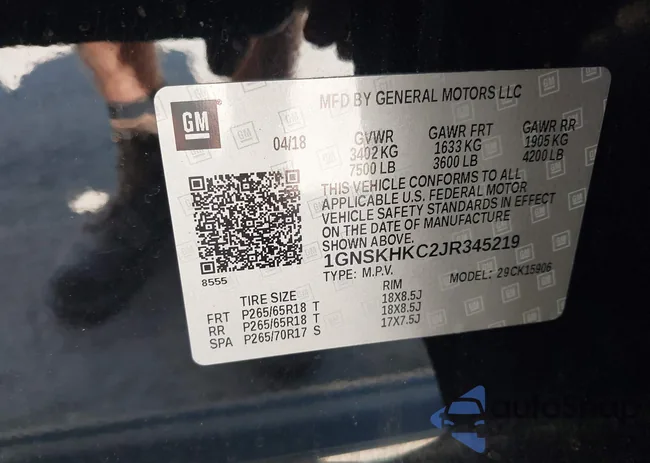 GM
MFD BY GENERAL MOTORS LLC
04/18 GVWR GAWR FRT GAWR RR
3402 KG 1633 KG 1905 KG
7500 LB 3600 LB 4200 LB
THIS VEHICLE CONFORMS TO ALL
APPLICABLE U.S. FEDERAL MOTOR
VEHICLE SAFETY STANDARDS IN EFFECT
ON THE DATE OF MANUFACTURE
SHOWN ABOVE.
1GNSKHKC2JR345219
8555
TYPE: M.P.V. MODEL: 29CK15906
TIRE SIZE RIM
FRT P265/65R18 T 18X8.5J
RR P265/65R18 T 18X8.5J
SPA P265/70R17 S 17X7.5J
autoShop